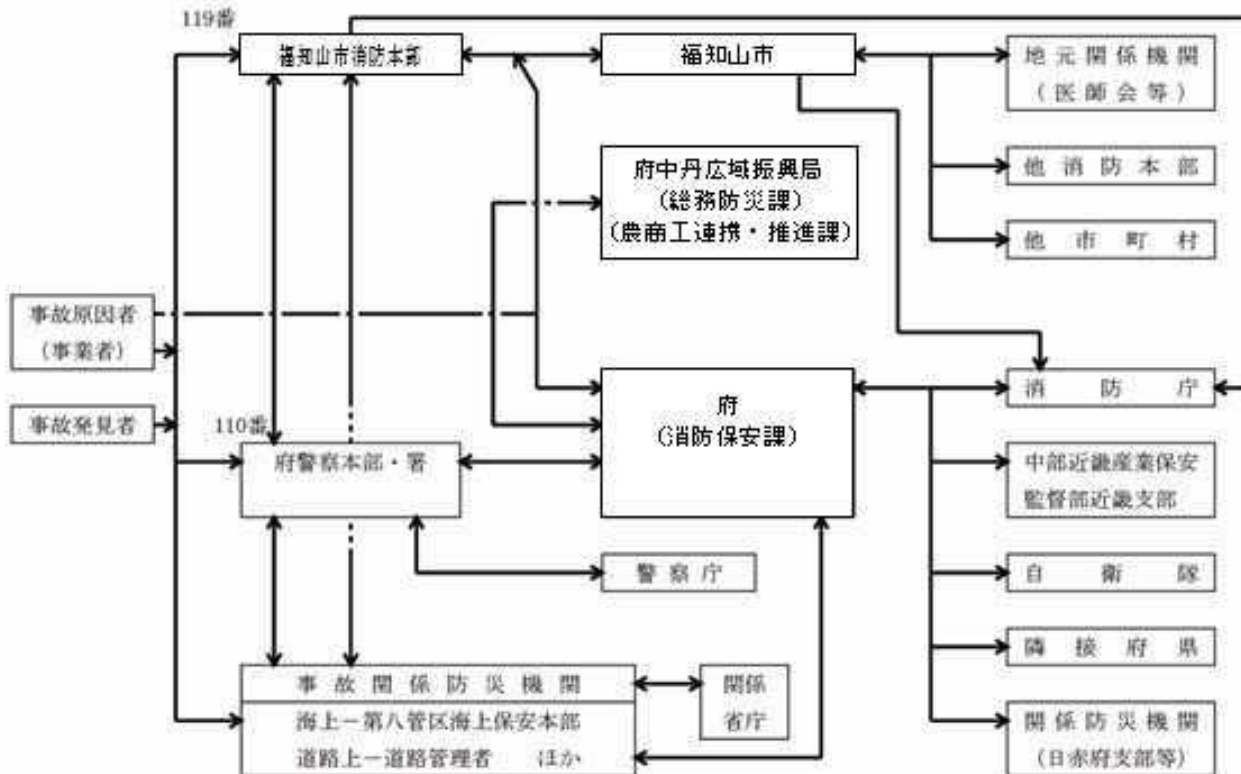 119番
福知山市消防本部
福知山市
地元関係機関
(医師会等)
府中丹広域振興局
(総務防災課)
(農商工連携・推進課)
他消防本部
他市町村
事故原因者
(事業者)
事故発見者
府
(消防保安課)
消防庁
110番
府警察本部・署
中部近畿産業保安
監督部近畿支部
警察庁
自衛隊
隣接府県
事故関係防災機関
海上－第八管区海上保安本部
道路上－道路管理者 ほか
関係
省庁
関係防災機関
(日赤府支部等)